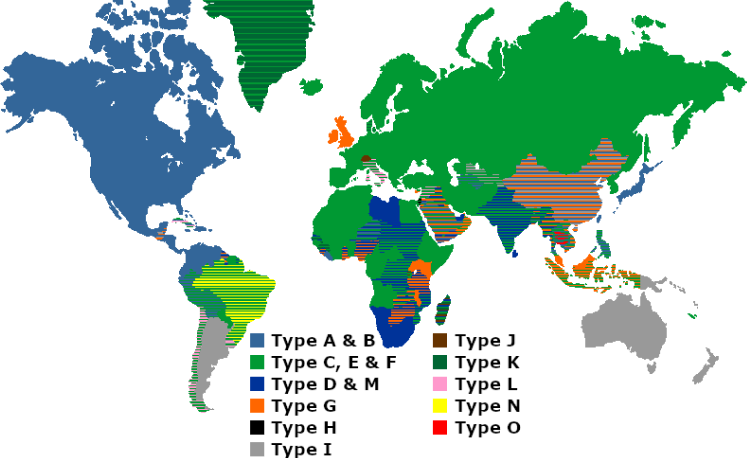 Type A & B
Type C, E & F
Type D & M
Type G
Type H
Type I
Type J
Type K
Type L
Type N
Type O